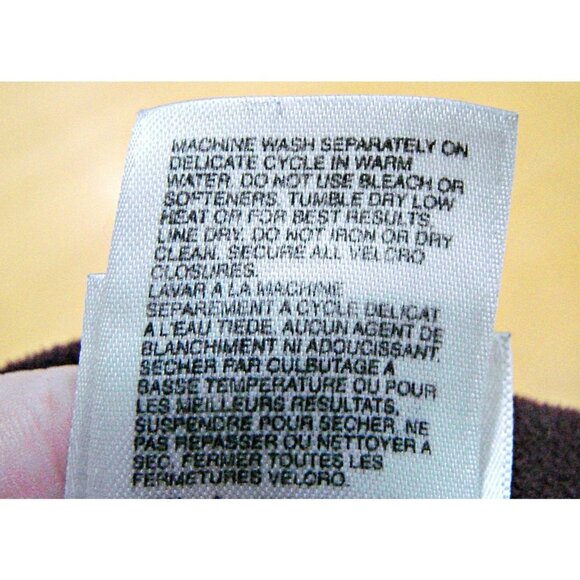 MACHINE WASH SEPARATELY ON
DELICATE CYCLE IN WARM
WATER. DO NOT USE BLEACH OR
SOFTENERS. TUMBLE DRY LOW
HEAT OR FOR BEST RESULTS
LINE DRY. DO NOT IRON OR DRY
CLEAN. SECURE ALL VELCRO
CLOSURES.
LAVAR A LA MACHINE
SEPAREMENT A CYCLE DELICAT
A L'EAU TIEDE. AUCUN AGENT DE
BLANCHIMENT NI ADOUCISSANT.
SECHER PAR CULBUTAGE A
BASSE TEMPERATURE OU POUR
LES MEILLEURS RESULTATS,
SUSPENDRE POUR SECHER. NE
PAS REPASSER OU NETTOYER A
SEC. FERMER TOUTES LES
FERMETURES VELCRO.